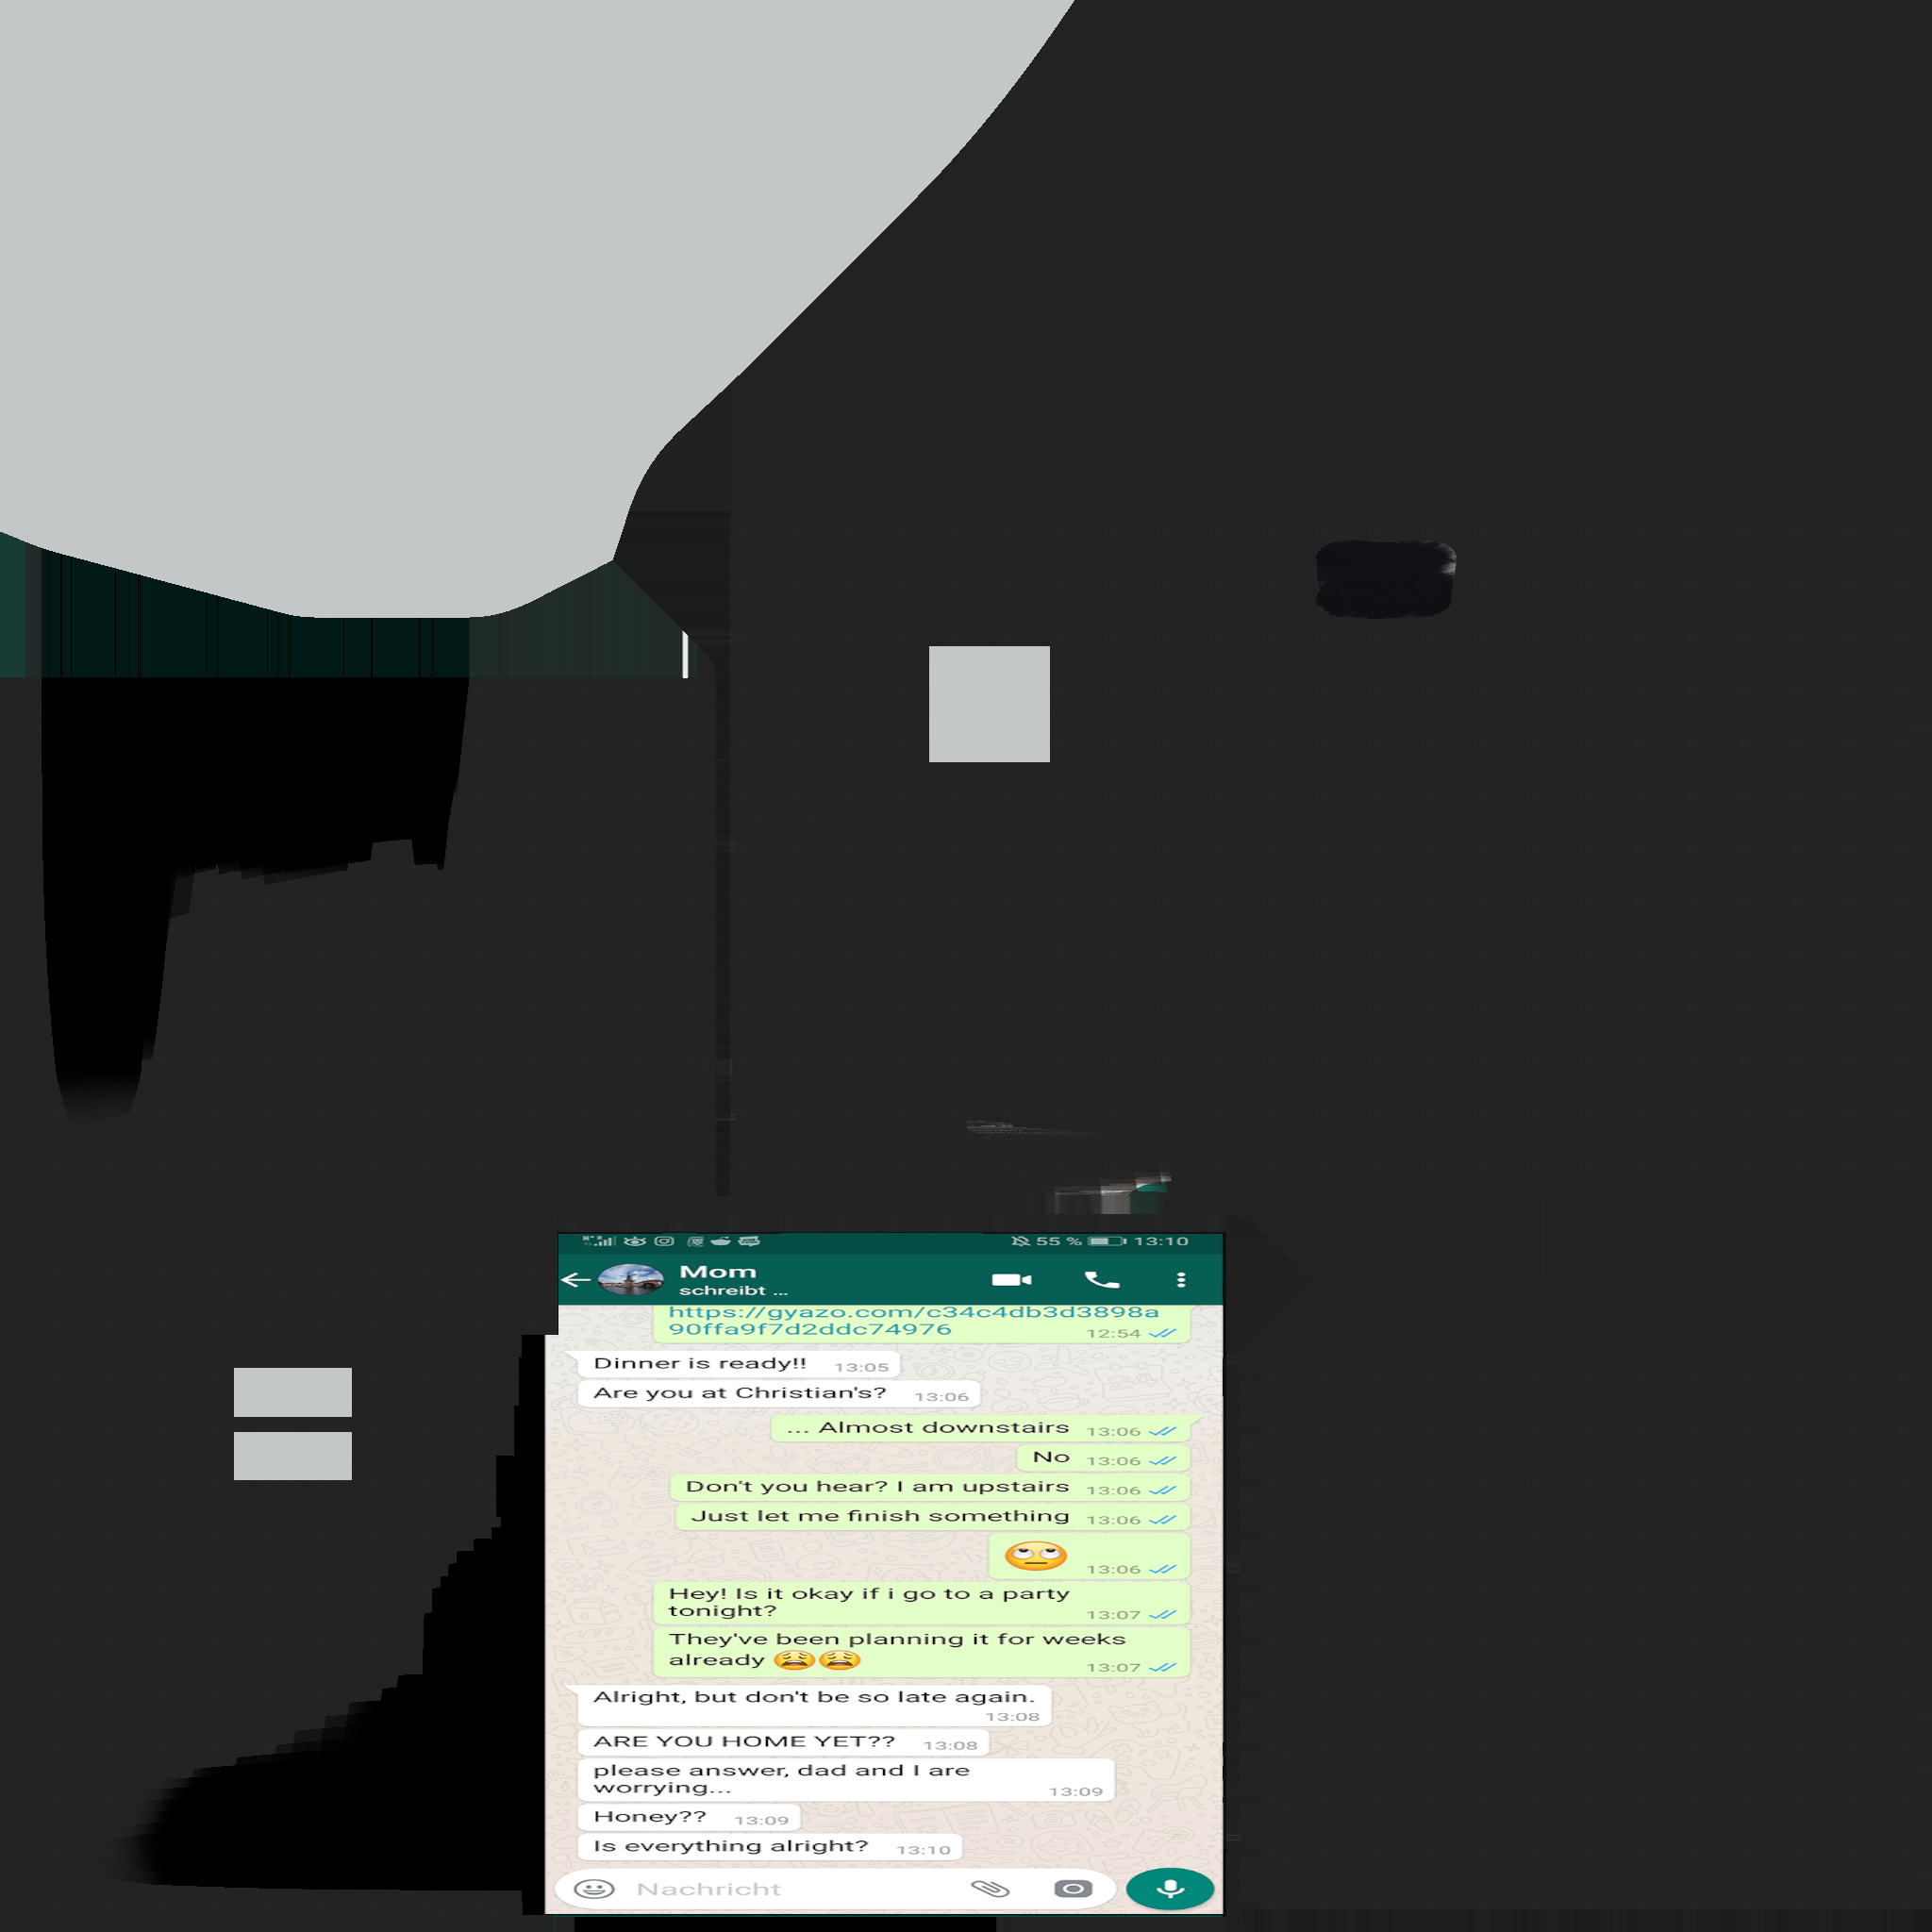 55 % 13:10
Mom
schreibt ...
https://gyazo.com/c34c4db3d3898a
90ffa9f7d2ddc74976 12:54
Dinner is ready!! 13:05
Are you at Christian's? 13:06
... Almost downstairs 13:06
No 13:06
Don't you hear? I am upstairs 13:06
Just let me finish something 13:06
🙄 13:06
Hey! Is it okay if i go to a party
tonight? 13:07
They've been planning it for weeks
already 😩😩 13:07
Alright, but don't be so late again.
13:08
ARE YOU HOME YET?? 13:08
please answer, dad and I are
worrying... 13:09
Honey?? 13:09
Is everything alright? 13:10
Nachricht